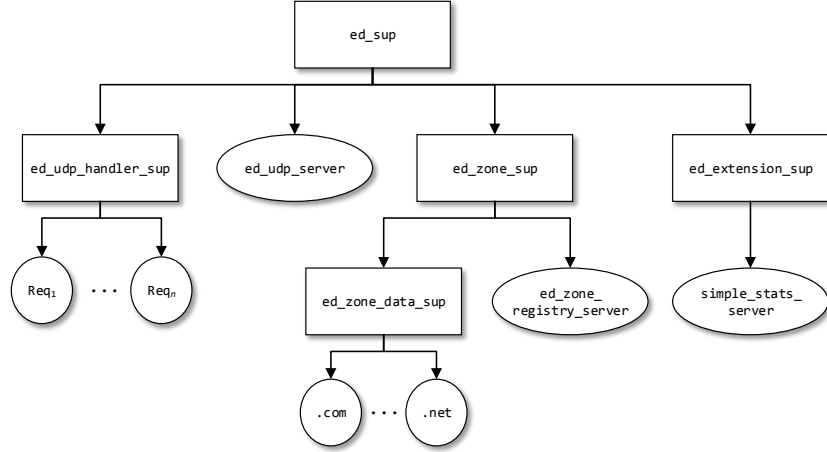 ed_sup
ed_udp_handler_sup
ed_udp_server
ed_zone_sup
ed_extension_sup
Req1
···
Reqn
ed_zone_data_sup
ed_zone_
registry_server
simple_stats_
server
.com
···
.net